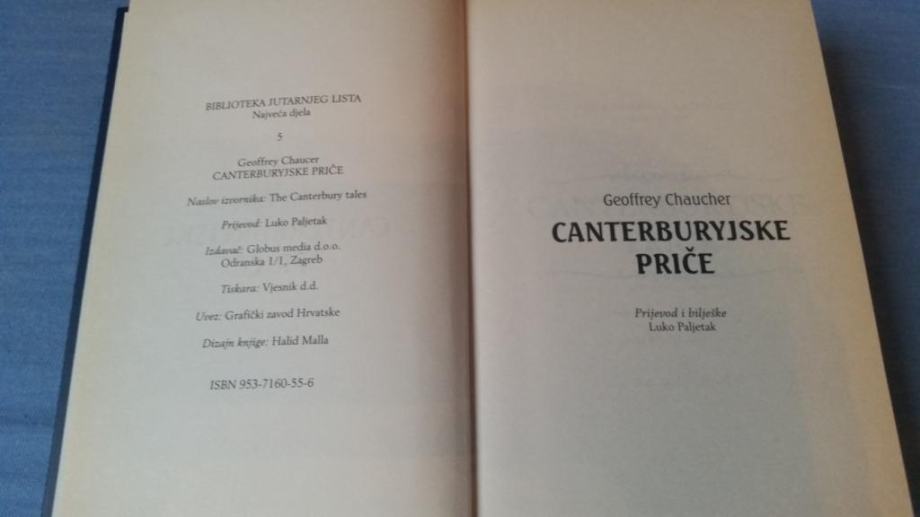 BIBLIOTEKA JUTARNJEG LISTA
Najveća djela
5
Geoffrey Chaucer
CANTERBURYJSKE PRIČE
Naslov izvornika: The Canterbury tales
Prijevod: Luko Paljetak
Izdavač: Globus media d.o.o.
Odranska 1/1, Zagreb
Tiskara: Vjesnik d.d.
Uvez: Grafički zavod Hrvatske
Dizajn knjige: Halid Malla
ISBN 953-7160-55-6
Geoffrey Chaucher
CANTERBURYJSKE
PRIČE
Prijevod i bilješke
Luko Paljetak